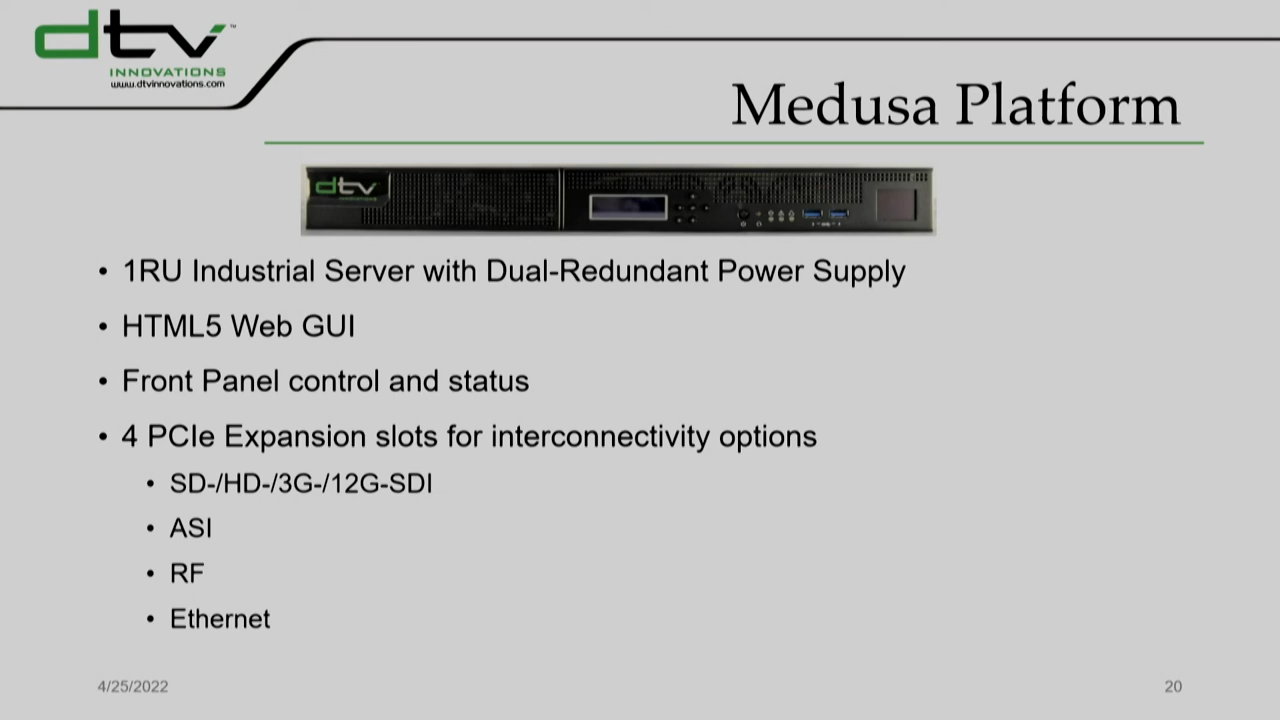 dtv™
INNOVATIONS
www.dtvinnovations.com
Medusa Platform
dtv
INNOVATIONS
• 1RU Industrial Server with Dual-Redundant Power Supply
• HTML5 Web GUI
• Front Panel control and status
• 4 PCIe Expansion slots for interconnectivity options
• SD-/HD-/3G-/12G-SDI
• ASI
• RF
• Ethernet
4/25/2022
20